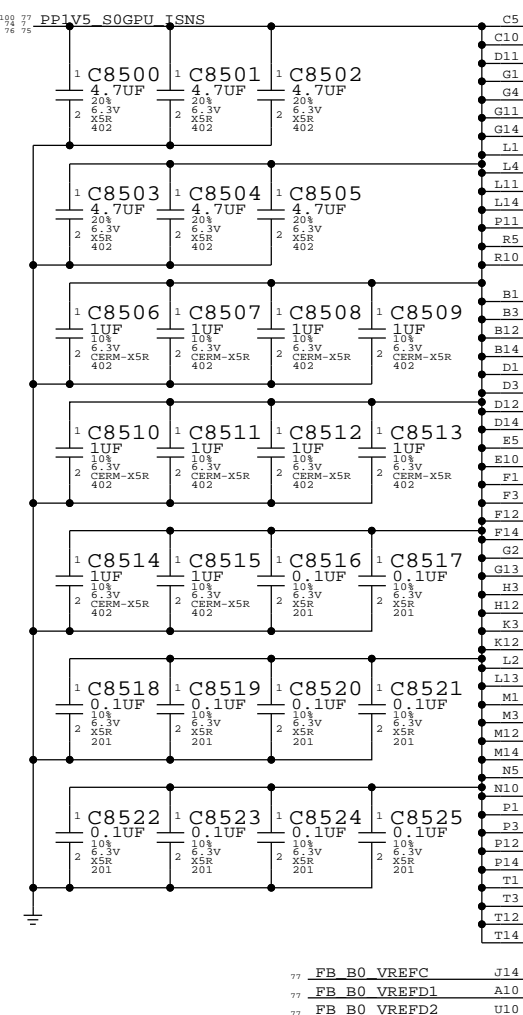 100 77 PP1V5_S0GPU_ISNS
74 7
76 75
C5
C10
D11
G1
G4
G11
G14
L1
L4
L11
L14
P11
R5
R10
1 C8500 1 C8501 1 C8502
4.7UF 4.7UF 4.7UF
20% 20% 20%
6.3V 6.3V 6.3V
2 X5R 2 X5R 2 X5R
402 402 402
1 C8503 1 C8504 1 C8505
4.7UF 4.7UF 4.7UF
20% 20% 20%
6.3V 6.3V 6.3V
2 X5R 2 X5R 2 X5R
402 402 402
B1
B3
B12
B14
D1
D3
D12
D14
E5
E10
F1
F3
F12
F14
G2
G13
H3
H12
K3
K12
L2
L13
M1
M3
M12
M14
N5
N10
P1
P3
P12
P14
T1
T3
T12
T14
1 C8506 1 C8507 1 C8508 1 C8509
1UF 1UF 1UF 1UF
10% 10% 10% 10%
6.3V 6.3V 6.3V 6.3V
2 CERM-X5R 2 CERM-X5R 2 CERM-X5R 2 CERM-X5R
402 402 402 402
1 C8510 1 C8511 1 C8512 1 C8513
1UF 1UF 1UF 1UF
10% 10% 10% 10%
6.3V 6.3V 6.3V 6.3V
2 CERM-X5R 2 CERM-X5R 2 CERM-X5R 2 CERM-X5R
402 402 402 402
1 C8514 1 C8515 1 C8516 1 C8517
1UF 1UF 0.1UF 0.1UF
10% 10% 10% 10%
6.3V 6.3V 6.3V 6.3V
2 CERM-X5R 2 CERM-X5R 2 X5R 2 X5R
402 402 201 201
1 C8518 1 C8519 1 C8520 1 C8521
0.1UF 0.1UF 0.1UF 0.1UF
10% 10% 10% 10%
6.3V 6.3V 6.3V 6.3V
2 X5R 2 X5R 2 X5R 2 X5R
201 201 201 201
1 C8522 1 C8523 1 C8524 1 C8525
0.1UF 0.1UF 0.1UF 0.1UF
10% 10% 10% 10%
6.3V 6.3V 6.3V 6.3V
2 X5R 2 X5R 2 X5R 2 X5R
201 201 201 201
77 FB_B0_VREFC J14
77 FB_B0_VREFD1 A10
77 FB_B0_VREFD2 U10